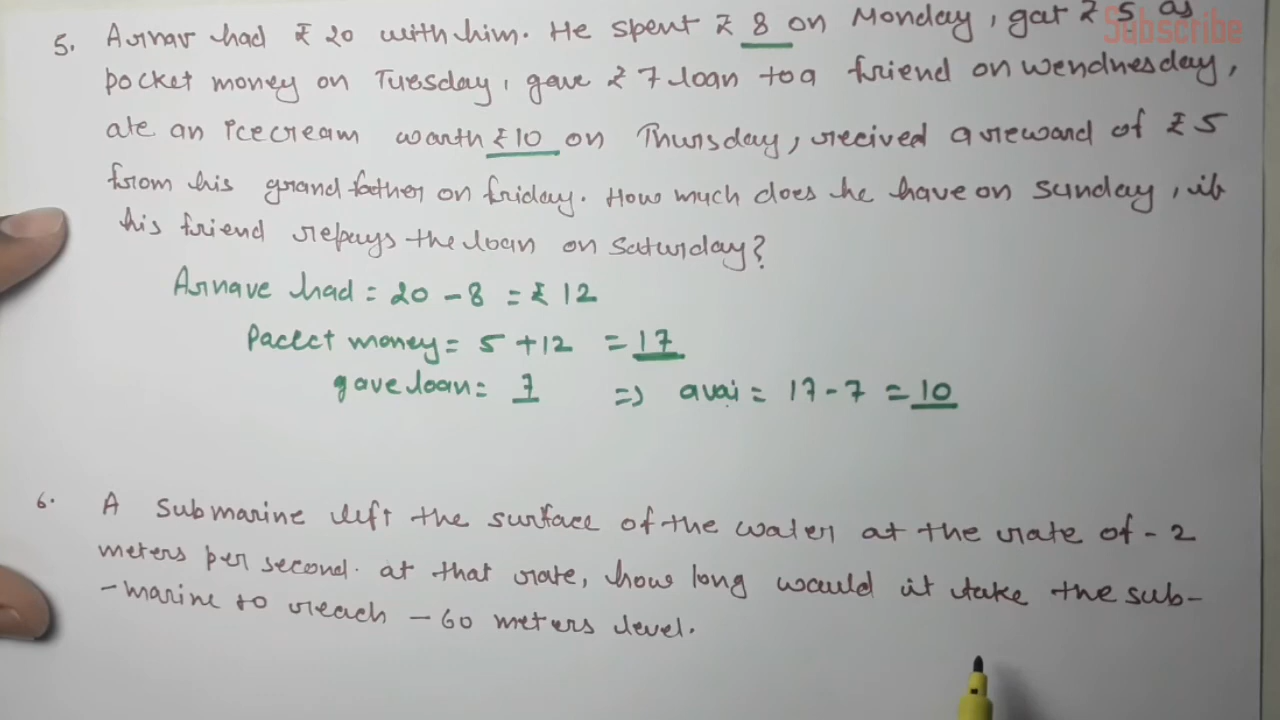 5. Arnav had ₹ 20 with him. He spent ₹ 8 on Monday, got ₹ 5 as
Subscribe
pocket money on Tuesday, gave ₹ 7 loan to a friend on wendnesday,
ate an icecream worth ₹ 10 on Thursday, recived a reward of ₹ 5
from his grand father on friday. How much does he have on sunday, if
his friend repays the loan on saturday?
Arnave had = 20 - 8 = ₹ 12
Pacect money = 5 + 12 = 17
gave loan = 7 => avai = 17 - 7 = 10
6. A submarine left the surface of the water at the rate of - 2
meters per second. at that rate, how long would it take the sub-
- marine to reach - 60 meters level.